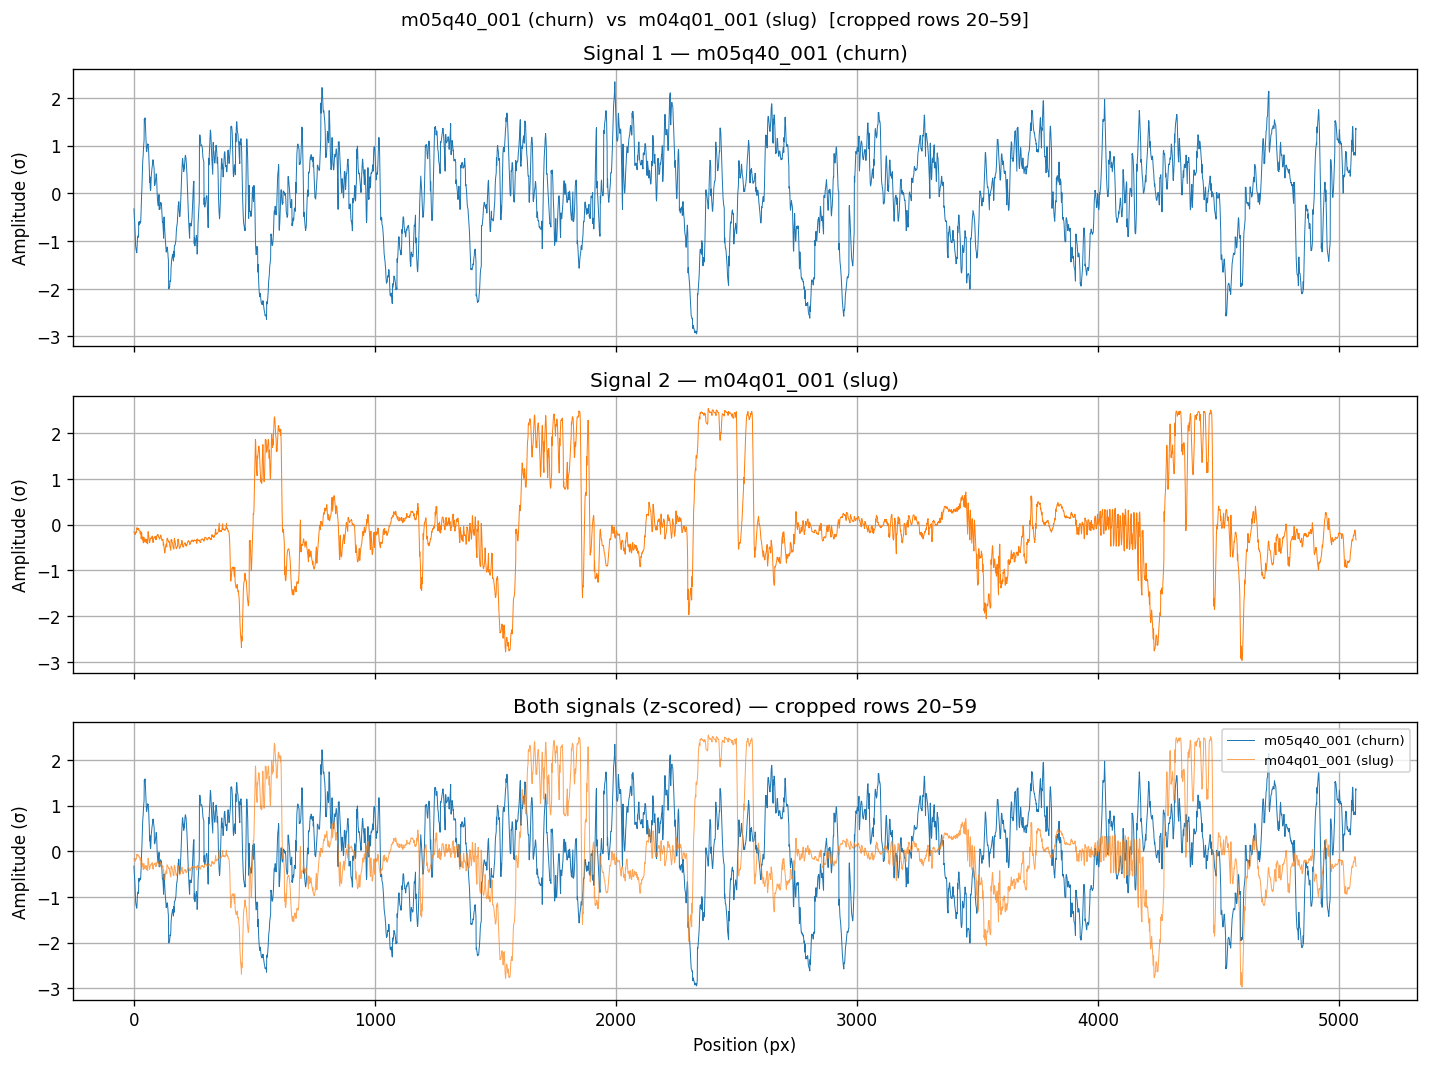 m05q40_001 (churn)  vs  m04q01_001 (slug)  [cropped rows 20–59]
Signal 1 — m05q40_001 (churn)
Amplitude (σ)
2
1
0
−1
−2
−3
Signal 2 — m04q01_001 (slug)
Amplitude (σ)
2
1
0
−1
−2
−3
Both signals (z-scored) — cropped rows 20–59
Amplitude (σ)
2
1
0
−1
−2
−3
m05q40_001 (churn)
m04q01_001 (slug)
0 1000 2000 3000 4000 5000
Position (px)